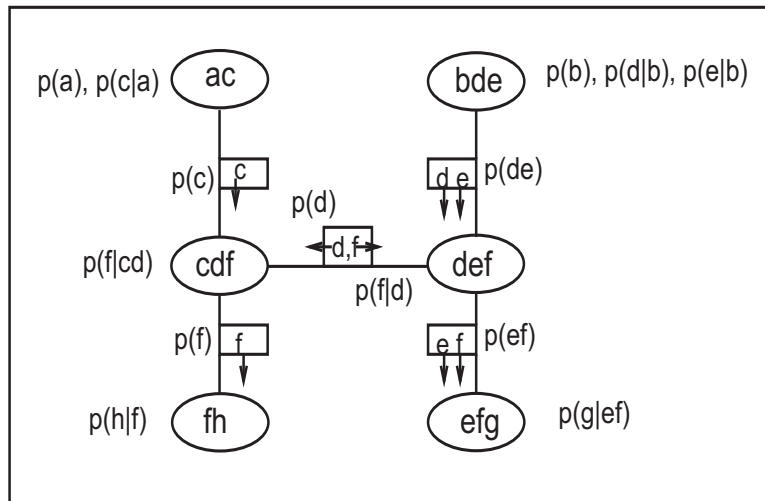 p(a), p(c|a)
ac
bde
p(b), p(d|b), p(e|b)
p(c)
c
d e
p(de)
p(d)
d,f
p(f|cd)
cdf
def
p(f|d)
p(f)
f
e f
p(ef)
p(h|f)
fh
efg
p(g|ef)